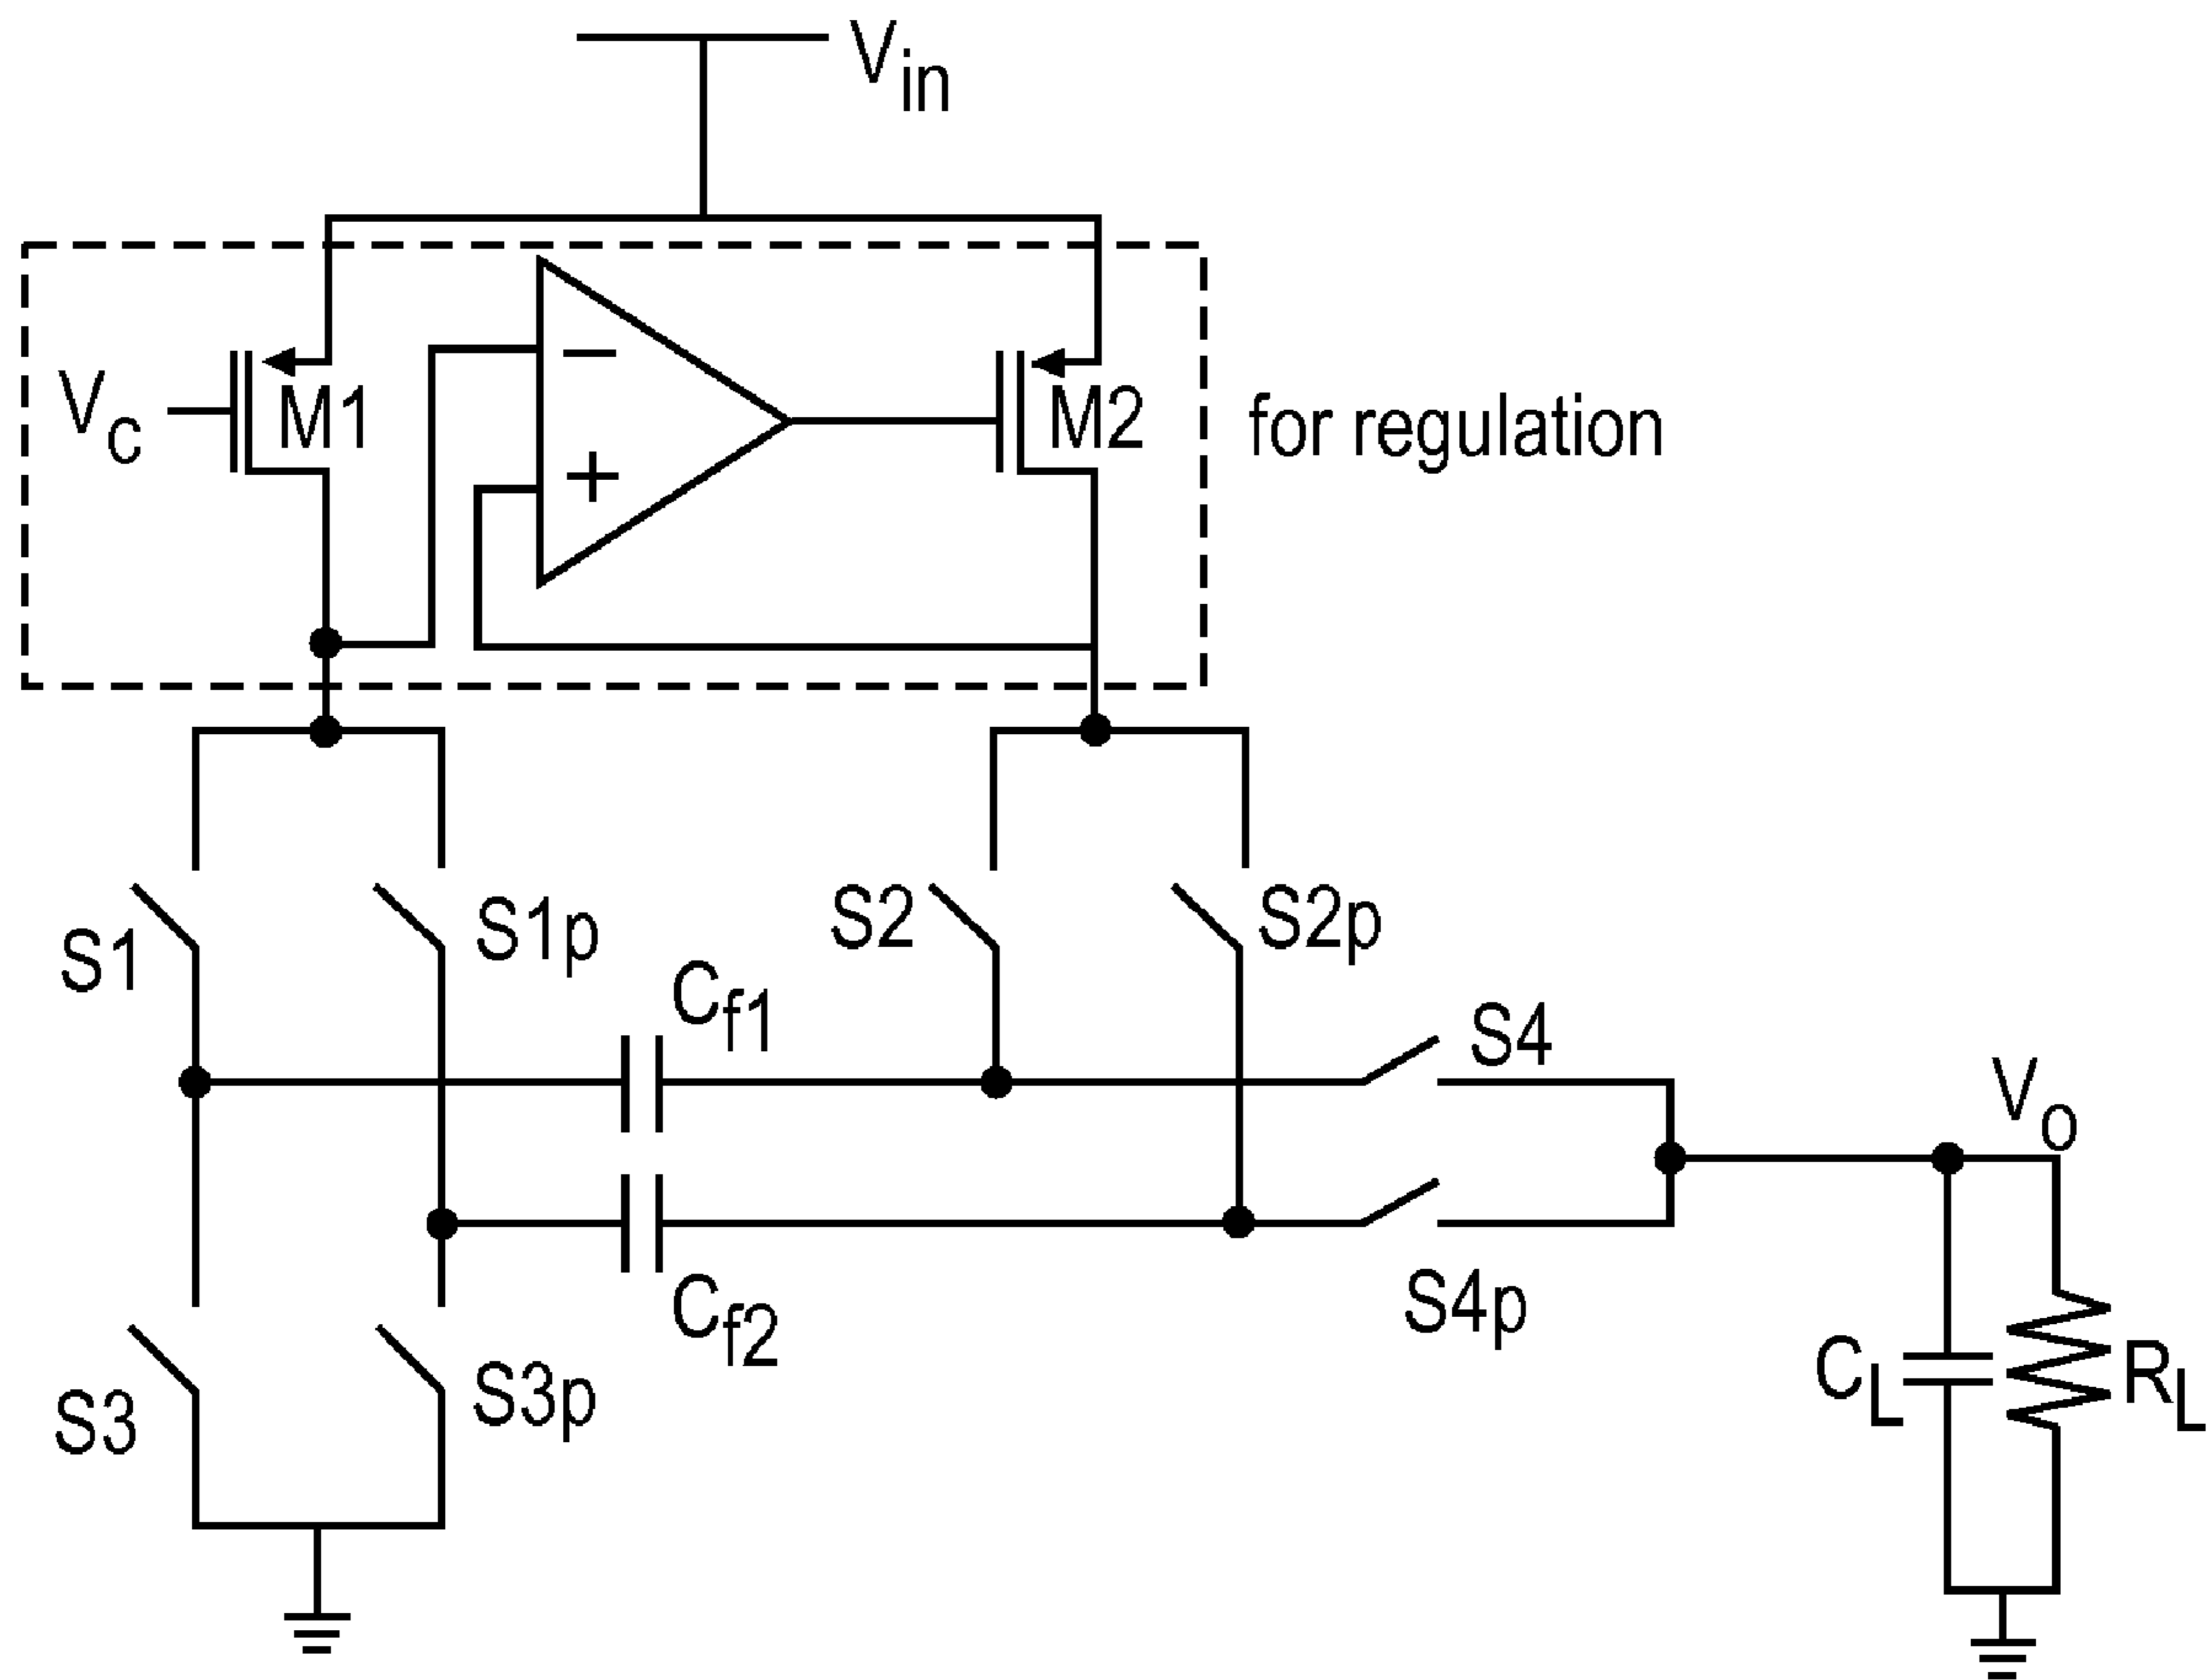 Vin
Vc
M1
−
+
M2
for regulation
S1
S1p
S2
S2p
Cf1
S4
Vo
Cf2
S4p
S3
S3p
CL
RL